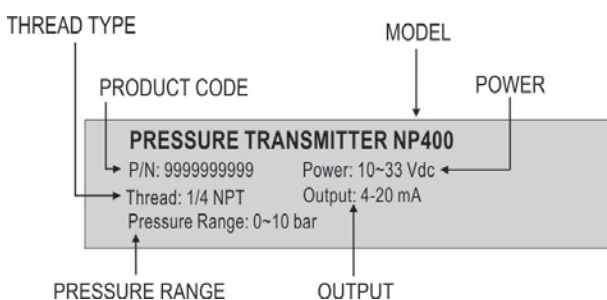 THREAD TYPE
MODEL
PRODUCT CODE
POWER
PRESSURE TRANSMITTER NP400
P/N: 9999999999
Power: 10~33 Vdc
Thread: 1/4 NPT
Output: 4-20 mA
Pressure Range: 0~10 bar
PRESSURE RANGE
OUTPUT